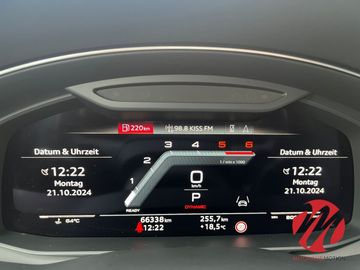 220km 98.8 KISS FM
Datum & Uhrzeit
12:22
Montag
21.10.2024
1 2 3 4 5 6
1/min x 1000
0
km/h
P
READY
DYNAMIC
Datum & Uhrzeit
12:22
Montag
21.10.2024
64°C
66338km
12:22
255,7km
+18,5°C